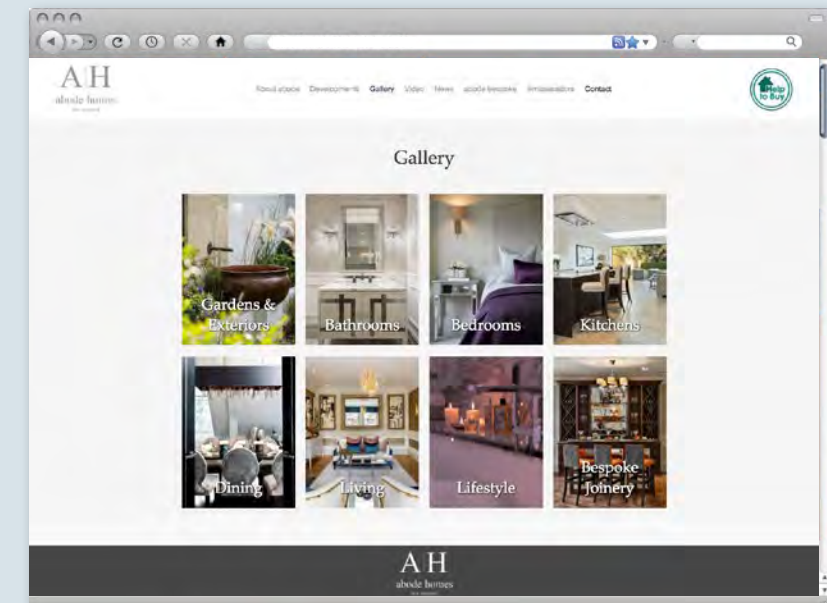 A|H
abode homes
About abode Developments Gallery Video News abode bespoke Ambassadors Contact
Help
to Buy
Gallery
Gardens &
Exteriors
Bathrooms
Bedrooms
Kitchens
Dining
Living
Lifestyle
Bespoke
Joinery
A|H
abode homes